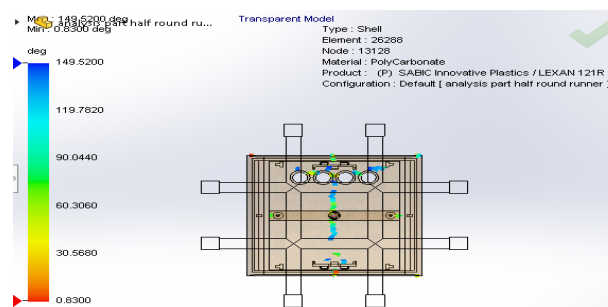 Max : 149.5200 deg
analysis part half round ru...
Min : 0.8300 deg
deg
149.5200
119.7820
90.0440
60.3060
30.5680
0.8300
Transparent Model
Type : Shell
Element : 26288
Node : 13128
Material : PolyCarbonate
Product : (P) SABIC Innovative Plastics / LEXAN 121R
Configuration : Default [ analysis part half round runner ]